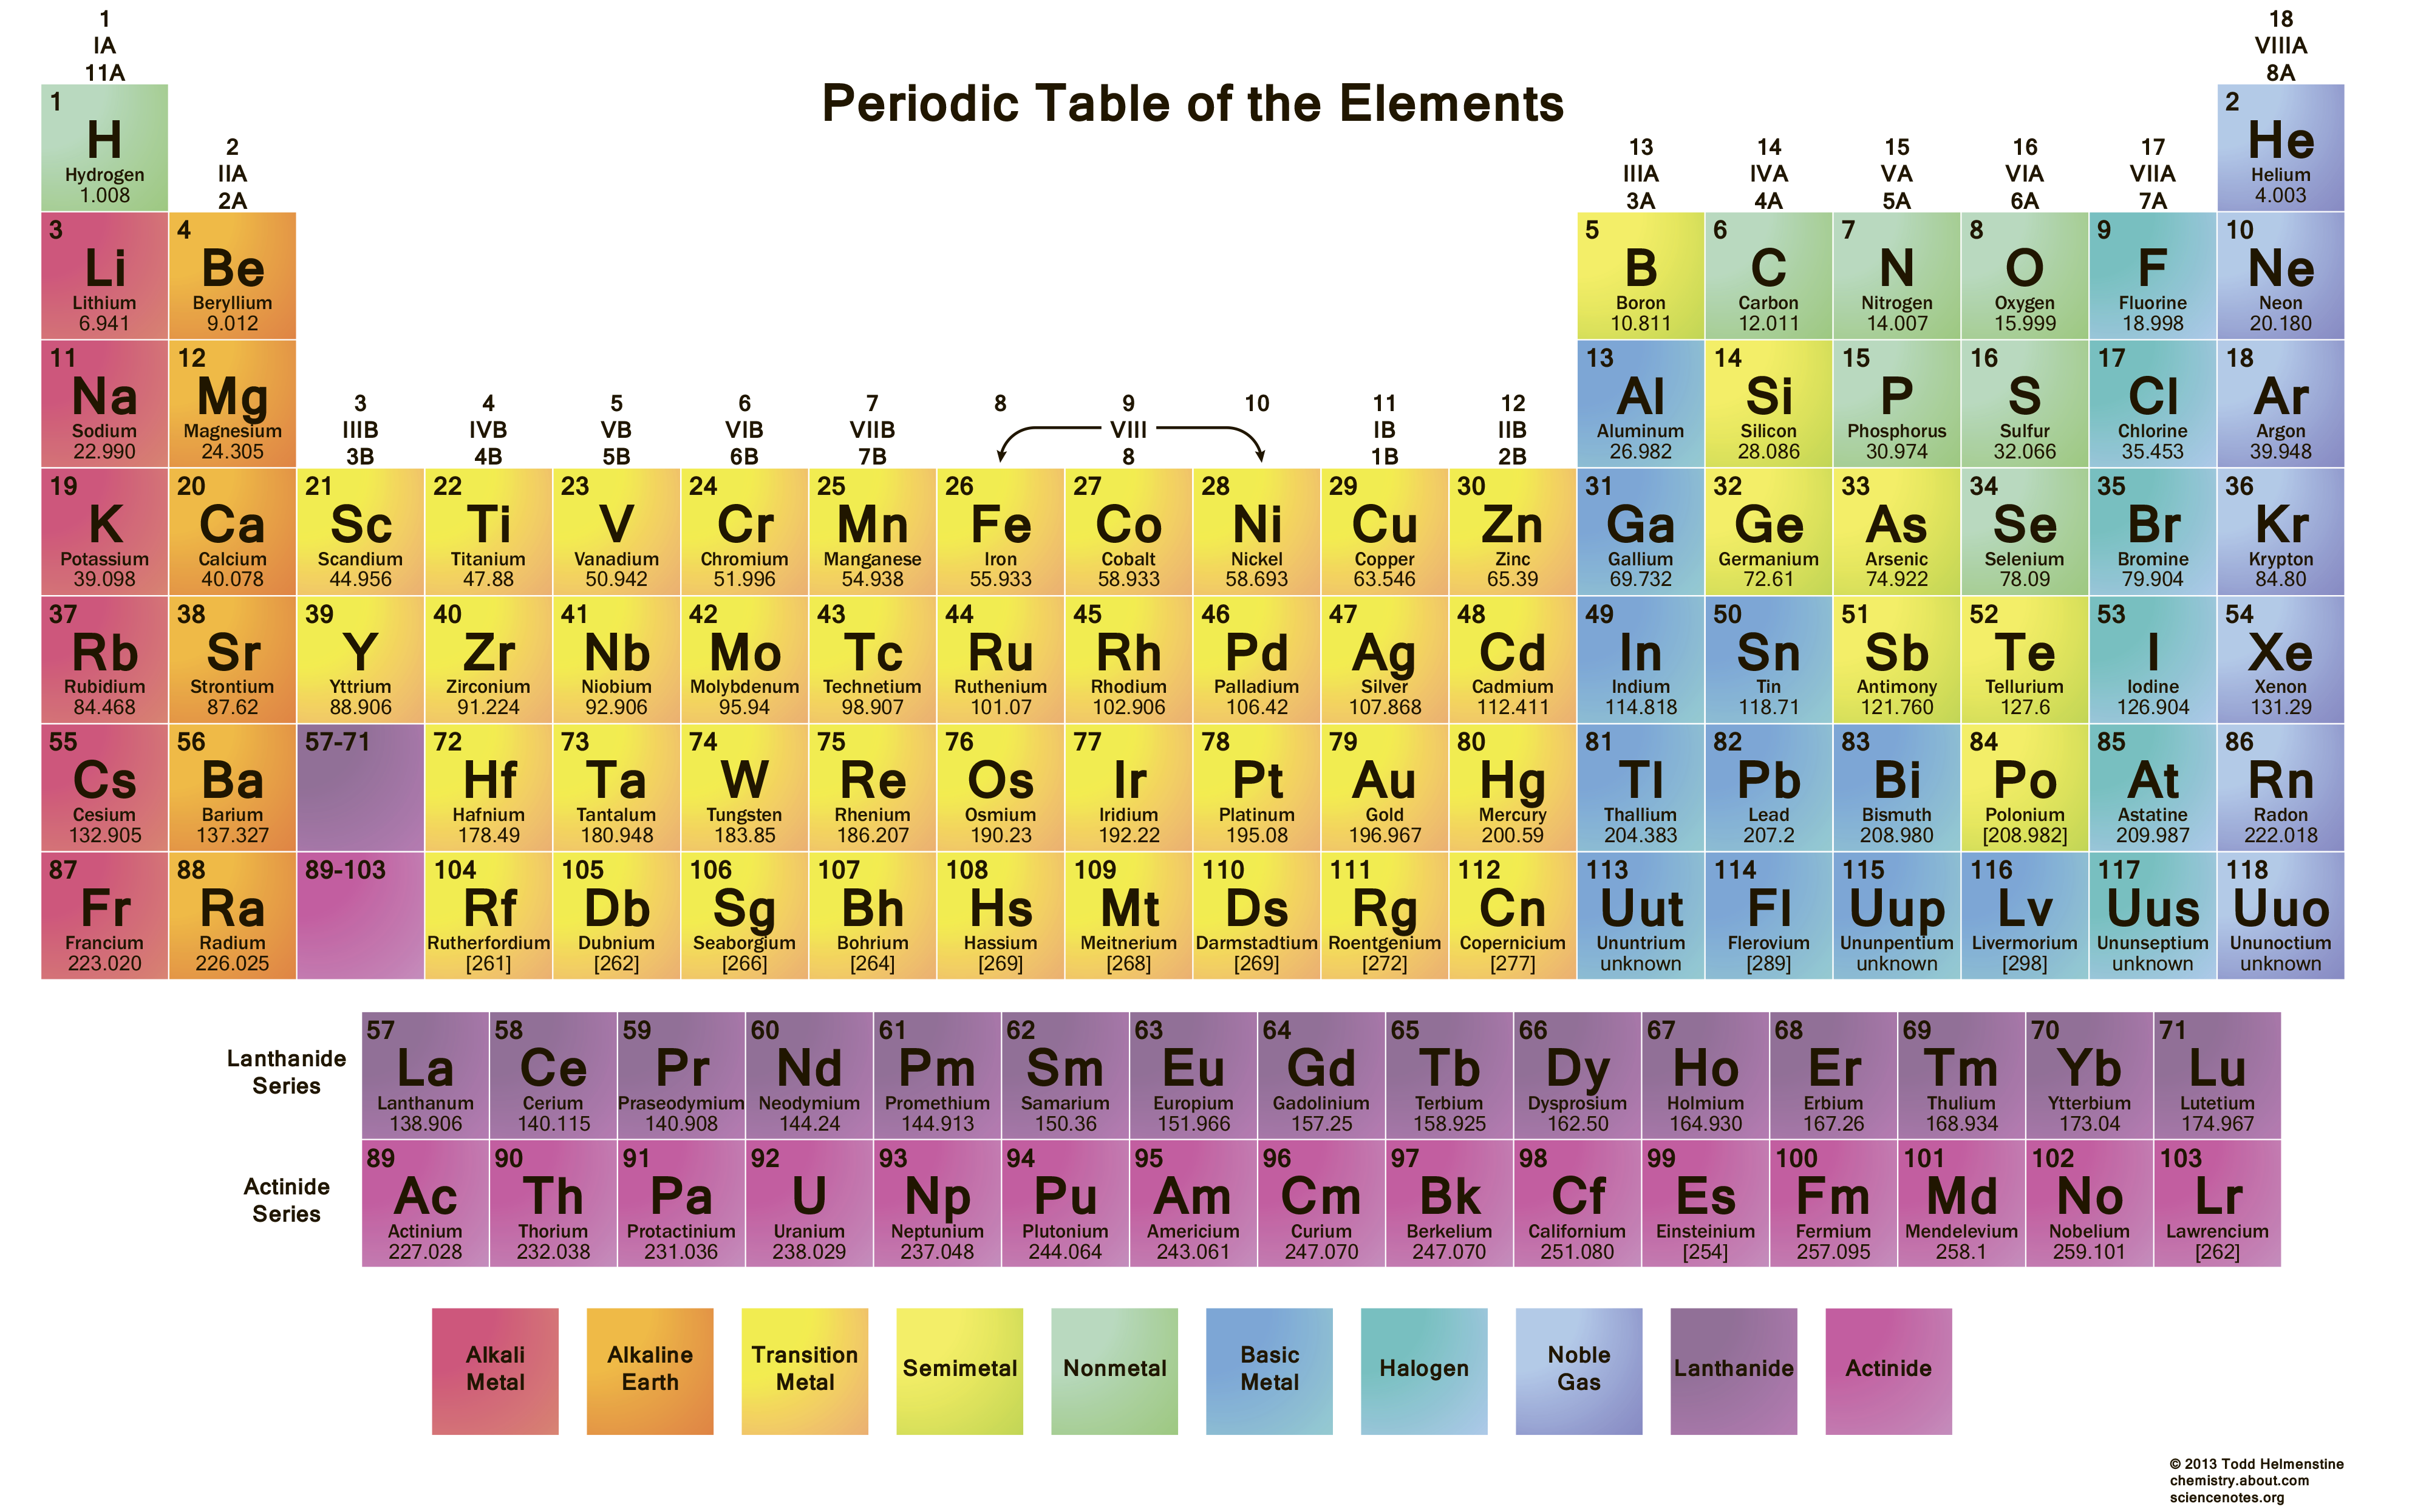 1
IA
11A
18
VIIIA
8A
Periodic Table of the Elements
1
H
Hydrogen
1.008
2
IIA
2A
13
IIIA
3A
14
IVA
4A
15
VA
5A
16
VIA
6A
17
VIIA
7A
2
He
Helium
4.003
3
Li
Lithium
6.941
4
Be
Beryllium
9.012
5
B
Boron
10.811
6
C
Carbon
12.011
7
N
Nitrogen
14.007
8
O
Oxygen
15.999
9
F
Fluorine
18.998
10
Ne
Neon
20.180
11
Na
Sodium
22.990
12
Mg
Magnesium
24.305
3
IIIB
3B
4
IVB
4B
5
VB
5B
6
VIB
6B
7
VIIB
7B
8
9
10
VIII
8
11
IB
1B
12
IIB
2B
13
Al
Aluminum
26.982
14
Si
Silicon
28.086
15
P
Phosphorus
30.974
16
S
Sulfur
32.066
17
Cl
Chlorine
35.453
18
Ar
Argon
39.948
19
K
Potassium
39.098
20
Ca
Calcium
40.078
21
Sc
Scandium
44.956
22
Ti
Titanium
47.88
23
V
Vanadium
50.942
24
Cr
Chromium
51.996
25
Mn
Manganese
54.938
26
Fe
Iron
55.933
27
Co
Cobalt
58.933
28
Ni
Nickel
58.693
29
Cu
Copper
63.546
30
Zn
Zinc
65.39
31
Ga
Gallium
69.732
32
Ge
Germanium
72.61
33
As
Arsenic
74.922
34
Se
Selenium
78.09
35
Br
Bromine
79.904
36
Kr
Krypton
84.80
37
Rb
Rubidium
84.468
38
Sr
Strontium
87.62
39
Y
Yttrium
88.906
40
Zr
Zirconium
91.224
41
Nb
Niobium
92.906
42
Mo
Molybdenum
95.94
43
Tc
Technetium
98.907
44
Ru
Ruthenium
101.07
45
Rh
Rhodium
102.906
46
Pd
Palladium
106.42
47
Ag
Silver
107.868
48
Cd
Cadmium
112.411
49
In
Indium
114.818
50
Sn
Tin
118.71
51
Sb
Antimony
121.760
52
Te
Tellurium
127.6
53
I
Iodine
126.904
54
Xe
Xenon
131.29
55
Cs
Cesium
132.905
56
Ba
Barium
137.327
57-71
72
Hf
Hafnium
178.49
73
Ta
Tantalum
180.948
74
W
Tungsten
183.85
75
Re
Rhenium
186.207
76
Os
Osmium
190.23
77
Ir
Iridium
192.22
78
Pt
Platinum
195.08
79
Au
Gold
196.967
80
Hg
Mercury
200.59
81
Tl
Thallium
204.383
82
Pb
Lead
207.2
83
Bi
Bismuth
208.980
84
Po
Polonium
[208.982]
85
At
Astatine
209.987
86
Rn
Radon
222.018
87
Fr
Francium
223.020
88
Ra
Radium
226.025
89-103
104
Rf
Rutherfordium
[261]
105
Db
Dubnium
[262]
106
Sg
Seaborgium
[266]
107
Bh
Bohrium
[264]
108
Hs
Hassium
[269]
109
Mt
Meitnerium
[268]
110
Ds
Darmstadtium
[269]
111
Rg
Roentgenium
[272]
112
Cn
Copernicium
[277]
113
Uut
Ununtrium
unknown
114
Fl
Flerovium
[289]
115
Uup
Ununpentium
unknown
116
Lv
Livermorium
[298]
117
Uus
Ununseptium
unknown
118
Uuo
Ununoctium
unknown
Lanthanide
Series
57
La
Lanthanum
138.906
58
Ce
Cerium
140.115
59
Pr
Praseodymium
140.908
60
Nd
Neodymium
144.24
61
Pm
Promethium
144.913
62
Sm
Samarium
150.36
63
Eu
Europium
151.966
64
Gd
Gadolinium
157.25
65
Tb
Terbium
158.925
66
Dy
Dysprosium
162.50
67
Ho
Holmium
164.930
68
Er
Erbium
167.26
69
Tm
Thulium
168.934
70
Yb
Ytterbium
173.04
71
Lu
Lutetium
174.967
Actinide
Series
89
Ac
Actinium
227.028
90
Th
Thorium
232.038
91
Pa
Protactinium
231.036
92
U
Uranium
238.029
93
Np
Neptunium
237.048
94
Pu
Plutonium
244.064
95
Am
Americium
243.061
96
Cm
Curium
247.070
97
Bk
Berkelium
247.070
98
Cf
Californium
251.080
99
Es
Einsteinium
[254]
100
Fm
Fermium
257.095
101
Md
Mendelevium
258.1
102
No
Nobelium
259.101
103
Lr
Lawrencium
[262]
Alkali
Metal
Alkaline
Earth
Transition
Metal
Semimetal
Nonmetal
Basic
Metal
Halogen
Noble
Gas
Lanthanide
Actinide
© 2013 Todd Helmenstine
chemistry.about.com
sciencenotes.org